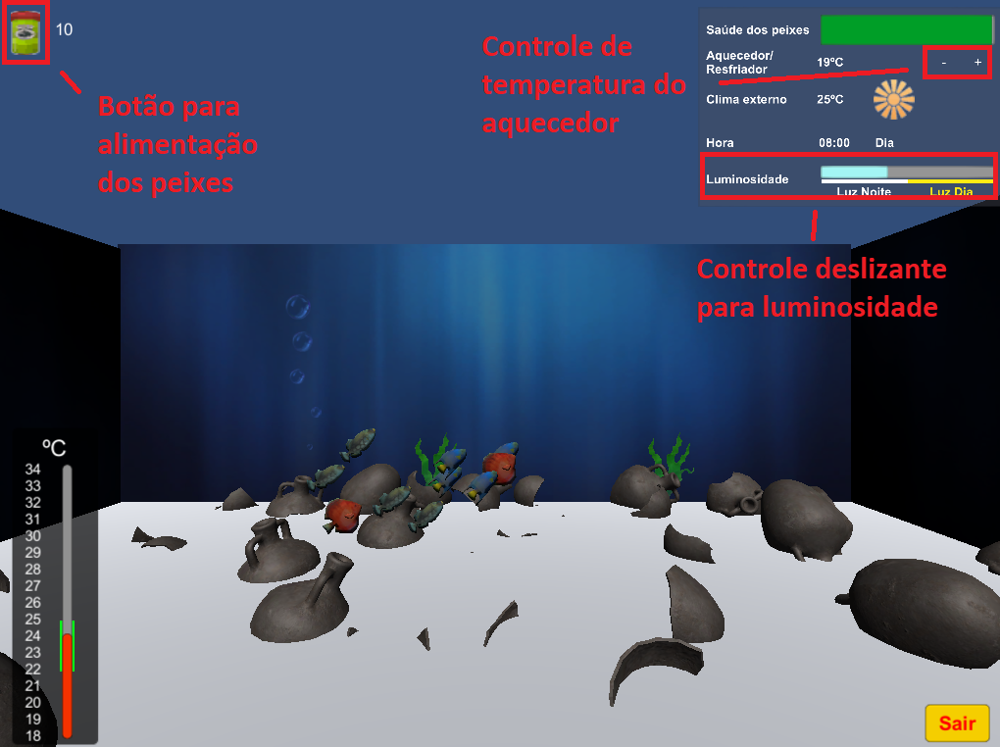 10
Botão para
alimentação
dos peixes
Controle de
temperatura do
aquecedor
Saúde dos peixes
Aquecedor/
Resfriador 19ºC - +
Clima externo 25ºC
Hora 08:00 Dia
Luminosidade
Luz Noite Luz Dia
Controle deslizante
para luminosidade
ºC
34
33
32
31
30
29
28
27
26
25
24
23
22
21
20
19
18
Sair